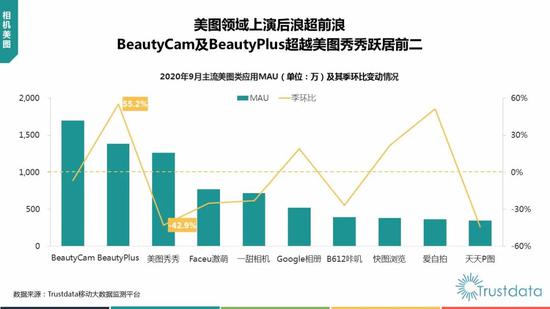 相机美图
美图领域上演后浪超前浪
BeautyCam及BeautyPlus超越美图秀秀跃居前二
2020年9月主流美图类应用MAU（单位：万）及其季环比变动情况
MAU 季环比
2,000
1,500
1,000
500
0
60%
30%
0%
-30%
-60%
55.2%
-42.9%
BeautyCam BeautyPlus 美图秀秀 Faceu激萌 一甜相机 Google相册 B612咔叽 快图浏览 爱自拍 天天P图
数据来源：Trustdata移动大数据监测平台
Trustdata